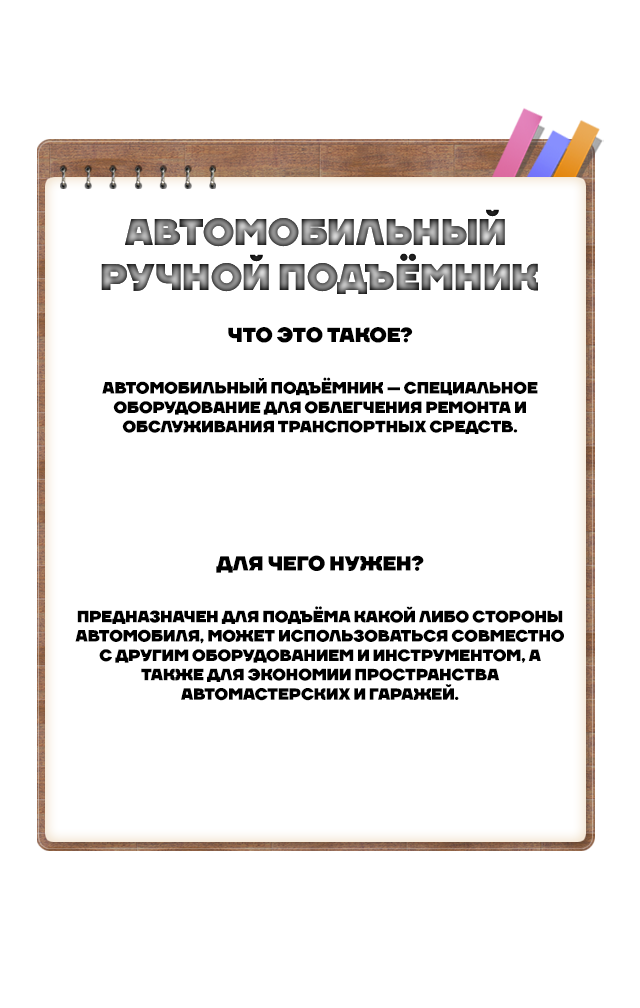 АВТОМОБИЛЬНЫЙ
РУЧНОЙ ПОДЪЁМНИК
ЧТО ЭТО ТАКОЕ?
АВТОМОБИЛЬНЫЙ ПОДЪЁМНИК — СПЕЦИАЛЬНОЕ
ОБОРУДОВАНИЕ ДЛЯ ОБЛЕГЧЕНИЯ РЕМОНТА И
ОБСЛУЖИВАНИЯ ТРАНСПОРТНЫХ СРЕДСТВ.
ДЛЯ ЧЕГО НУЖЕН?
ПРЕДНАЗНАЧЕН ДЛЯ ПОДЪЁМА КАКОЙ ЛИБО СТОРОНЫ
АВТОМОБИЛЯ, МОЖЕТ ИСПОЛЬЗОВАТЬСЯ СОВМЕСТНО
С ДРУГИМ ОБОРУДОВАНИЕМ И ИНСТРУМЕНТОМ, А
ТАКЖЕ ДЛЯ ЭКОНОМИИ ПРОСТРАНСТВА
АВТОМАСТЕРСКИХ И ГАРАЖЕЙ.